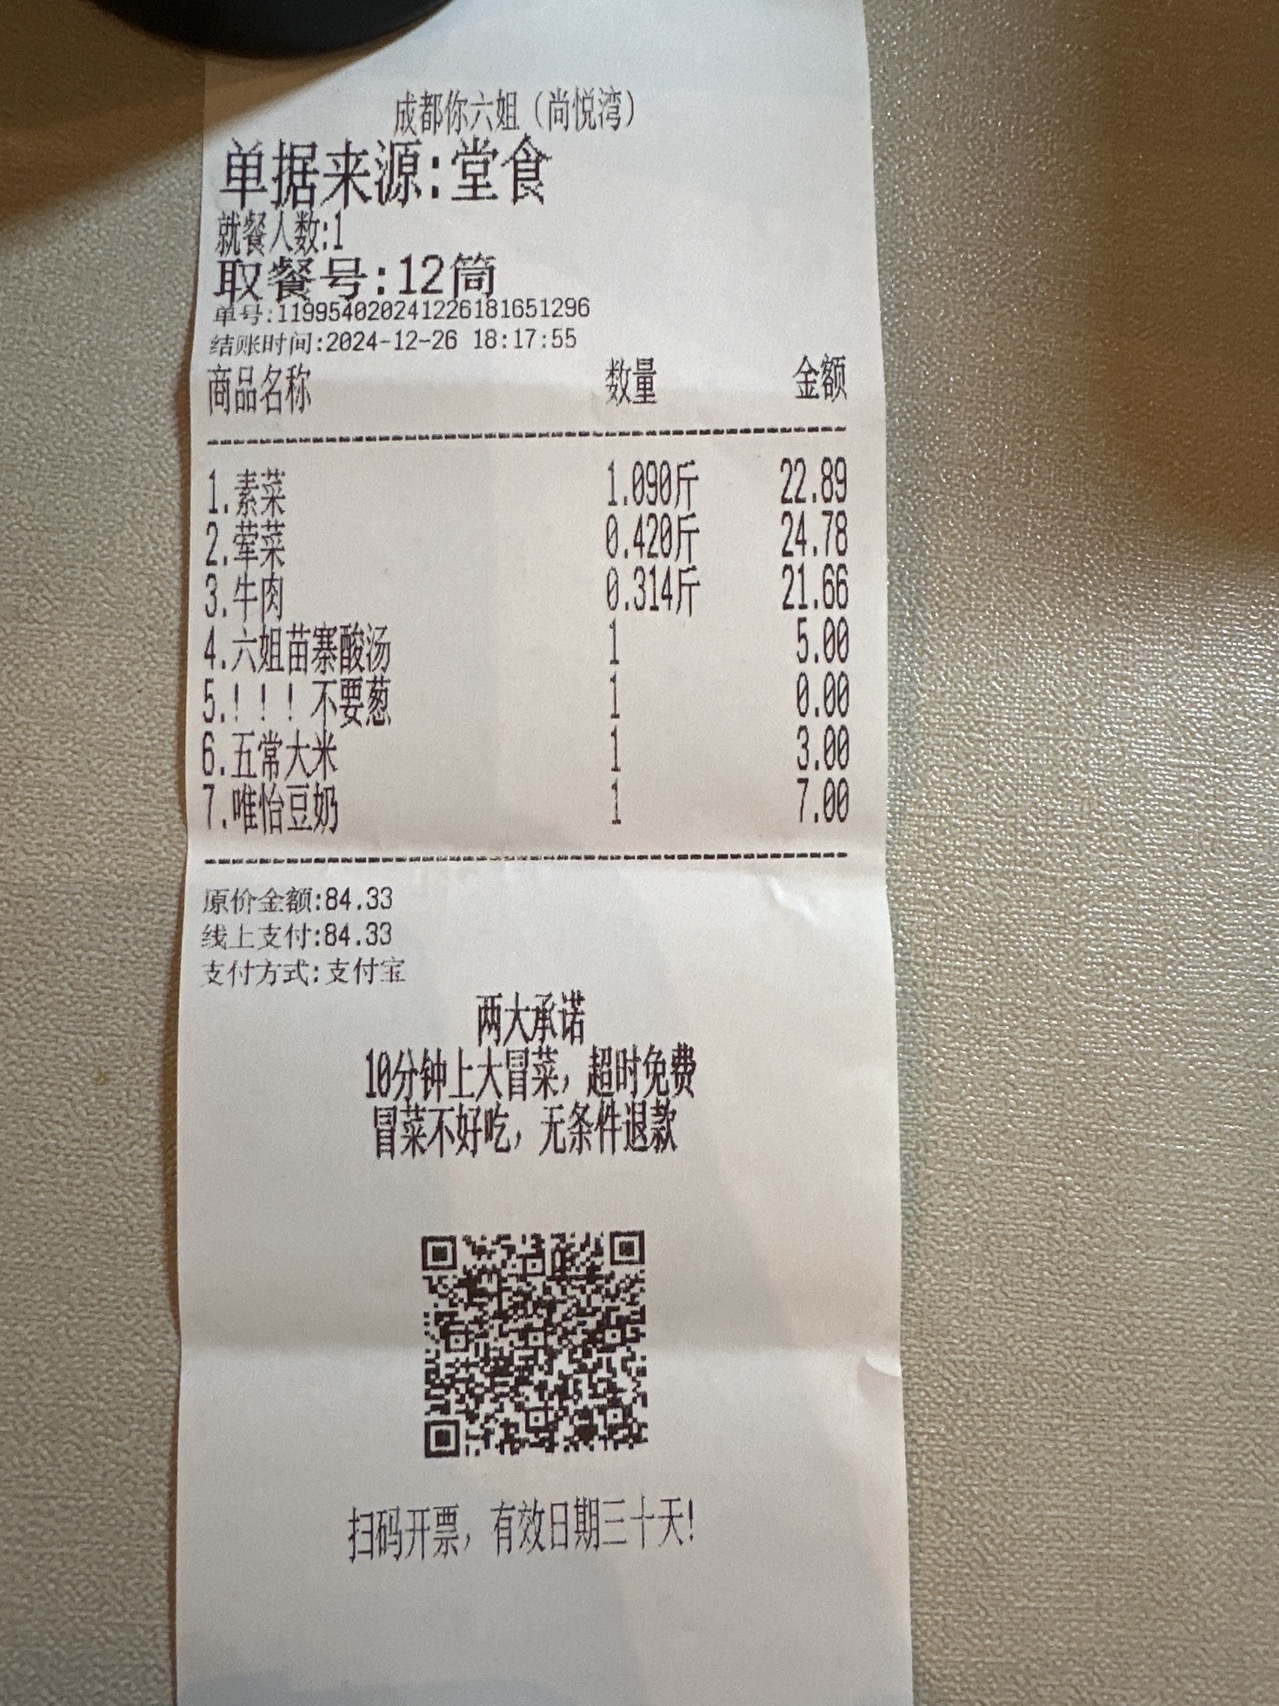 成都你六姐（尚悦湾）
单据来源:堂食
就餐人数:1
取餐号:12筒
单号:119954020241226181651296
结账时间:2024-12-26 18:17:55
商品名称 数量 金额
1.素菜 1.090斤 22.89
2.荤菜 0.420斤 24.78
3.牛肉 0.314斤 21.66
4.六姐苗寨酸汤 1 5.00
5.！！！不要葱 1 0.00
6.五常大米 1 3.00
7.唯怡豆奶 1 7.00
原价金额:84.33
线上支付:84.33
支付方式:支付宝
两大承诺
10分钟上大冒菜，超时免费
冒菜不好吃，无条件退款
扫码开票，有效日期三十天!